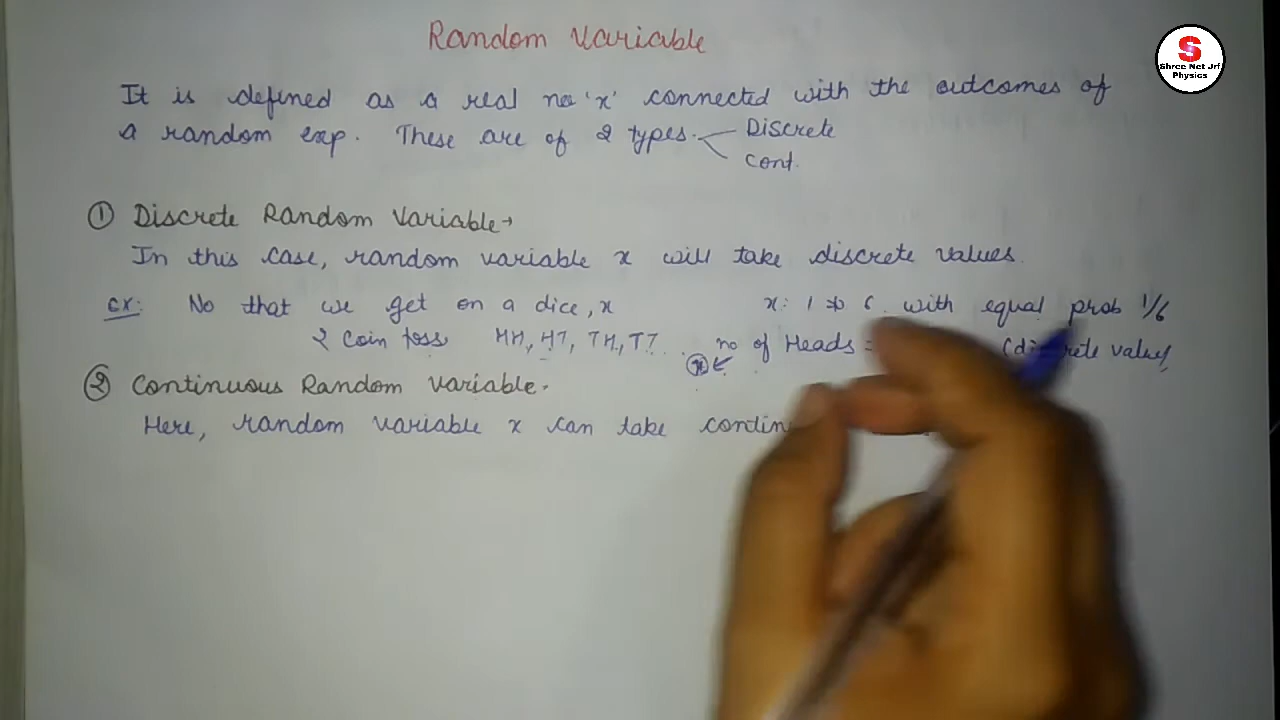 Random Variable
S
Shree Net Jrf
Physics
It is defined as a real no 'x' connected with the outcomes of
a random exp. These are of 2 types. Discrete
cont.
① Discrete Random Variable→
In this case, random variable x will take discrete values
ex: No that we get on a dice, x x: 1 to 6 with equal prob 1/6
2 Coin toss HH, HT, TH, TT no of Heads = (discrete value)
x
② Continuous Random Variable.
Here, random variable x can take